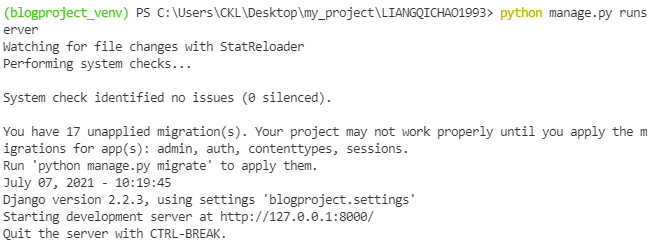 (blogproject_venv) PS C:\Users\CKL\Desktop\my_project\LIANGQICHAO1993> python manage.py runs
erver
Watching for file changes with StatReloader
Performing system checks...
System check identified no issues (0 silenced).
You have 17 unapplied migration(s). Your project may not work properly until you apply the m
igrations for app(s): admin, auth, contenttypes, sessions.
Run 'python manage.py migrate' to apply them.
July 07, 2021 - 10:19:45
Django version 2.2.3, using settings 'blogproject.settings'
Starting development server at http://127.0.0.1:8000/
Quit the server with CTRL-BREAK.